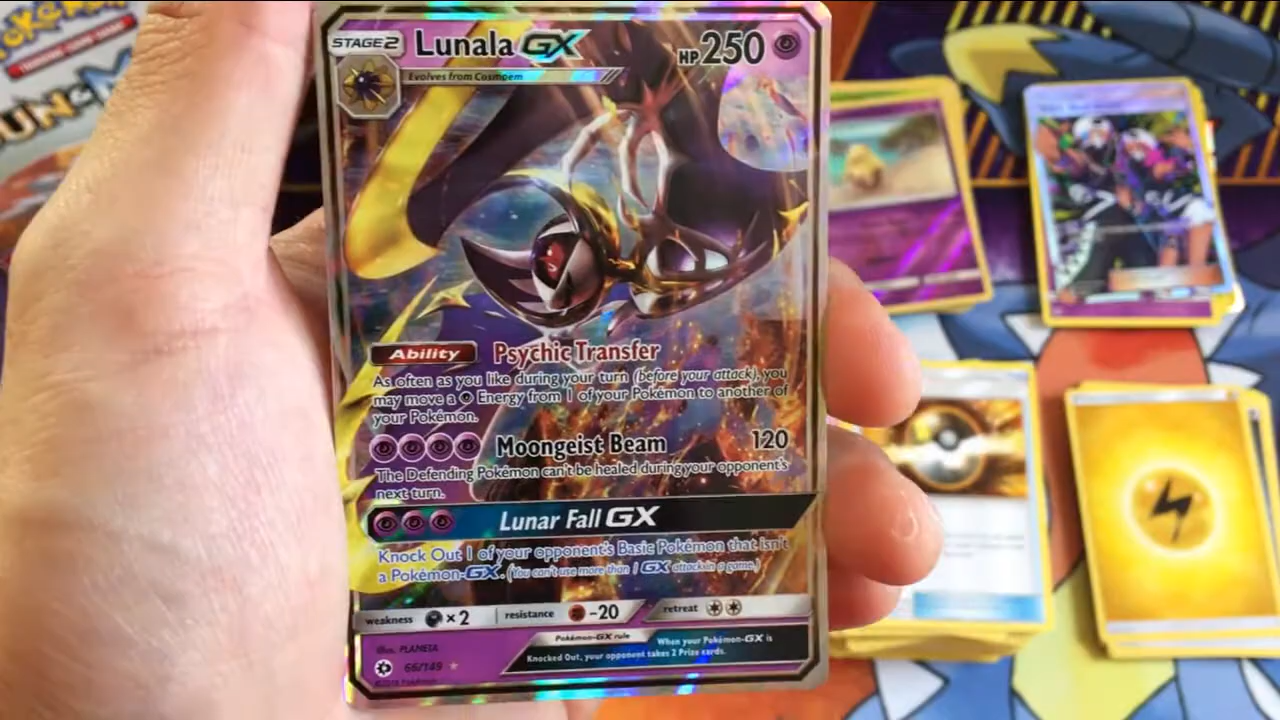 STAGE2 Lunala GX HP250
Evolves from Cosmoem
Ability Psychic Transfer
As often as you like during your turn (before your attack), you
may move a Energy from 1 of your Pokémon to another of
your Pokémon.
Moongeist Beam 120
The Defending Pokémon can't be healed during your opponent's
next turn.
Lunar Fall GX
Knock Out 1 of your opponent's Basic Pokémon that isn't
a Pokémon-GX. (You can't use more than 1 GX attack in a game.)
weakness ×2 resistance -20 retreat
Pokémon-GX rule When your Pokémon-GX is
Knocked Out, your opponent takes 2 Prize cards.
illus. PLANETA
66/149
©2016 Pokémon